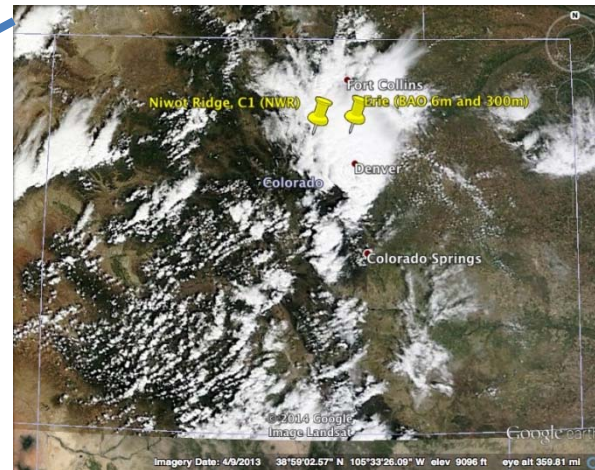 N
Fort Collins
Niwot Ridge, C1 (NWR)
Erie (BAO 6m and 300m)
Denver
Colorado
Colorado Springs
© 2014 Google
Image Landsat
Google earth
Imagery Date: 4/9/2013 38°59'02.57" N 105°33'26.09" W elev 9096 ft eye alt 359.81 mi